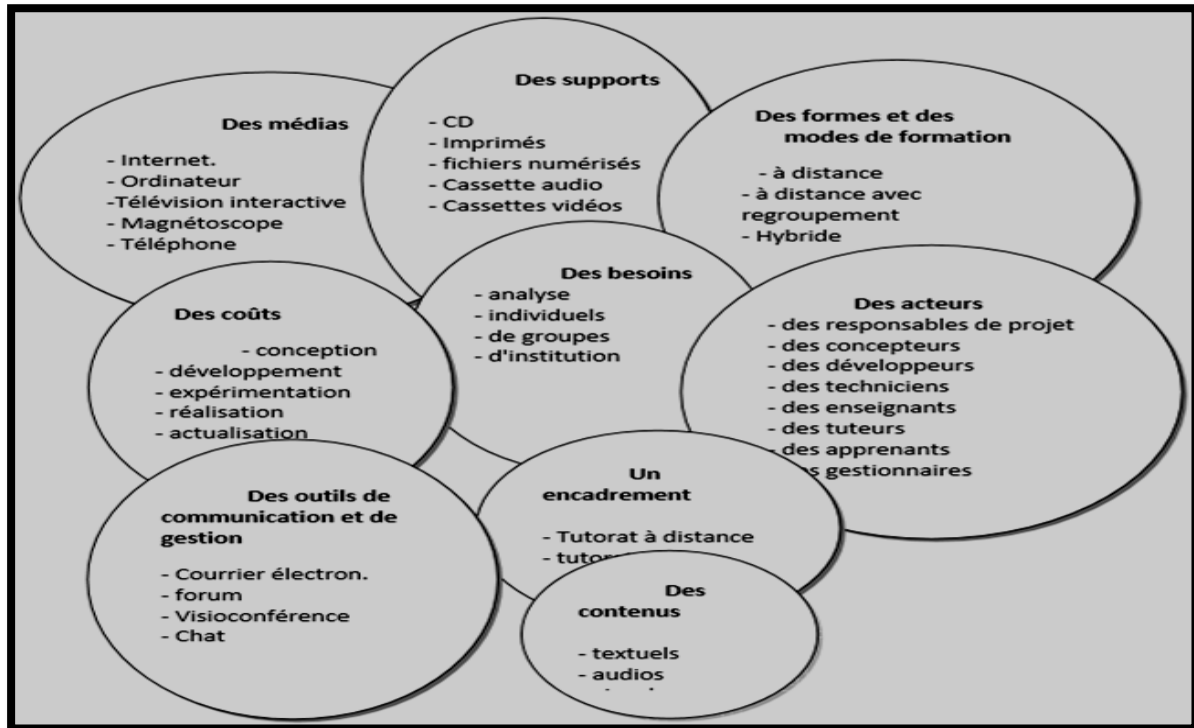 Des médias
- Internet.
- Ordinateur
-Télévision interactive
- Magnétoscope
- Téléphone
Des supports
- CD
- Imprimés
- fichiers numérisés
- Cassette audio
- Cassettes vidéos
Des formes et des
modes de formation
- à distance
- à distance avec
regroupement
- Hybride
Des coûts
- conception
- développement
- expérimentation
- réalisation
- actualisation
Des besoins
- analyse
- individuels
- de groupes
- d'institution
Des acteurs
- des responsables de projet
- des concepteurs
- des développeurs
- des techniciens
- des enseignants
- des tuteurs
- des apprenants
gestionnaires
Des outils de
communication et de
gestion
- Courrier électron.
- forum
- Visioconférence
- Chat
Un
encadrement
- Tutorat à distance
Des
contenus
- textuels
- audios